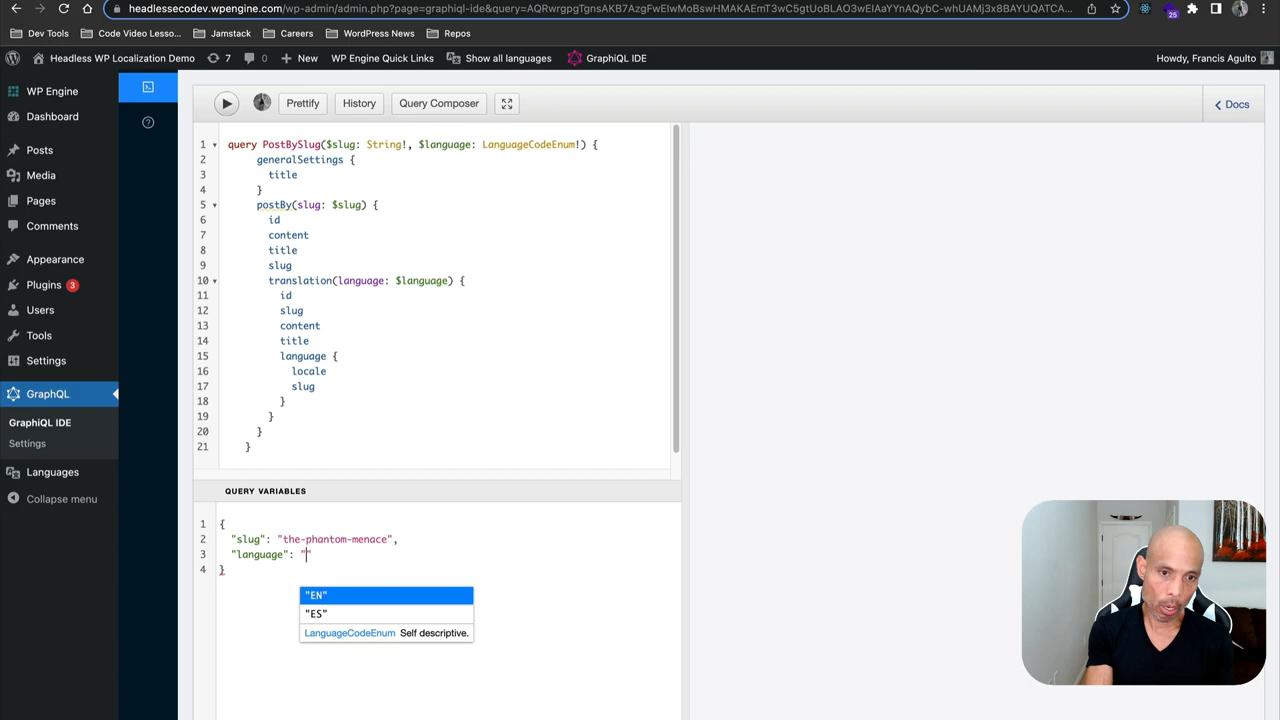 headlessecodev.wpengine.com/wp-admin/admin.php?page=graphiql-ide&query=AQRwrgpgTgnsAKB7AzgFwEIwMoBswHMAKAEmT3wC5gtUoBLAO3wEIAaYYnAQybC-whUAMj3x8BAYUQATCA...
25
Dev Tools
Code Video Lesso...
Jamstack
Careers
WordPress News
Repos
Headless WP Localization Demo
7
0
New
WP Engine Quick Links
Show all languages
GraphiQL IDE
Howdy, Francis Agulto
WP Engine
Dashboard
Posts
Media
Pages
Comments
Appearance
Plugins 3
Users
Tools
Settings
GraphQL
GraphiQL IDE
Settings
Languages
Collapse menu
Prettify
History
Query Composer
Docs
1 query PostBySlug($slug: String!, $language: LanguageCodeEnum!) {
2 generalSettings {
3 title
4 }
5 postBy(slug: $slug) {
6 id
7 content
8 title
9 slug
10 translation(language: $language) {
11 id
12 slug
13 content
14 title
15 language {
16 locale
17 slug
18 }
19 }
20 }
21 }
QUERY VARIABLES
1 {
2 "slug": "the-phantom-menace",
3 "language": ""
4 }
"EN"
"ES"
LanguageCodeEnum Self descriptive.